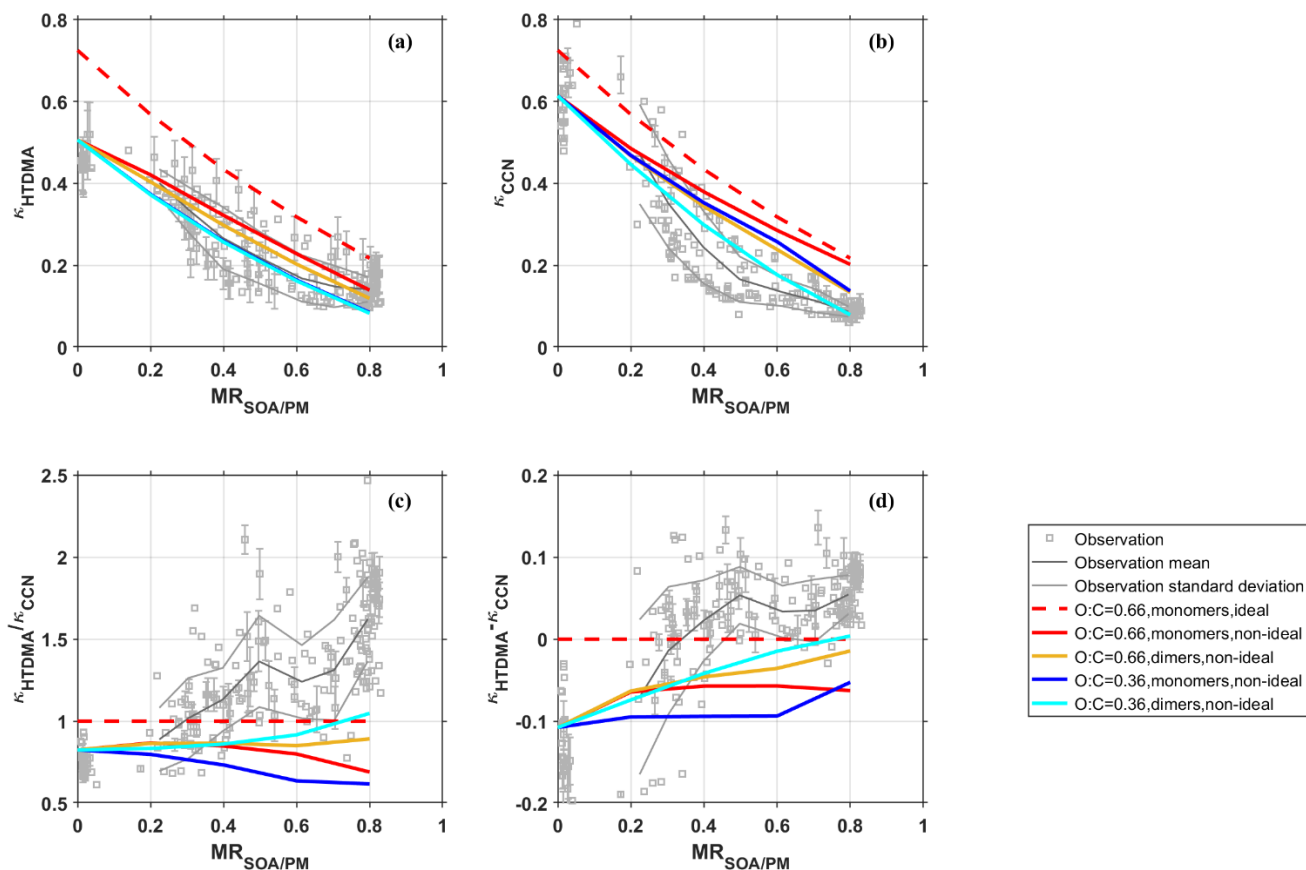 (a)
κHTDMA
0.8
0.6
0.4
0.2
0
0 0.2 0.4 0.6 0.8 1
MRSOA/PM
(b)
κCCN
0.8
0.6
0.4
0.2
0
0 0.2 0.4 0.6 0.8 1
MRSOA/PM
(c)
κHTDMA/κCCN
2.5
2
1.5
1
0.5
0 0.2 0.4 0.6 0.8 1
MRSOA/PM
(d)
κHTDMA-κCCN
0.2
0.1
0
-0.1
-0.2
0 0.2 0.4 0.6 0.8 1
MRSOA/PM
Observation
Observation mean
Observation standard deviation
O:C=0.66,monomers,ideal
O:C=0.66,monomers,non-ideal
O:C=0.66,dimers,non-ideal
O:C=0.36,monomers,non-ideal
O:C=0.36,dimers,non-ideal